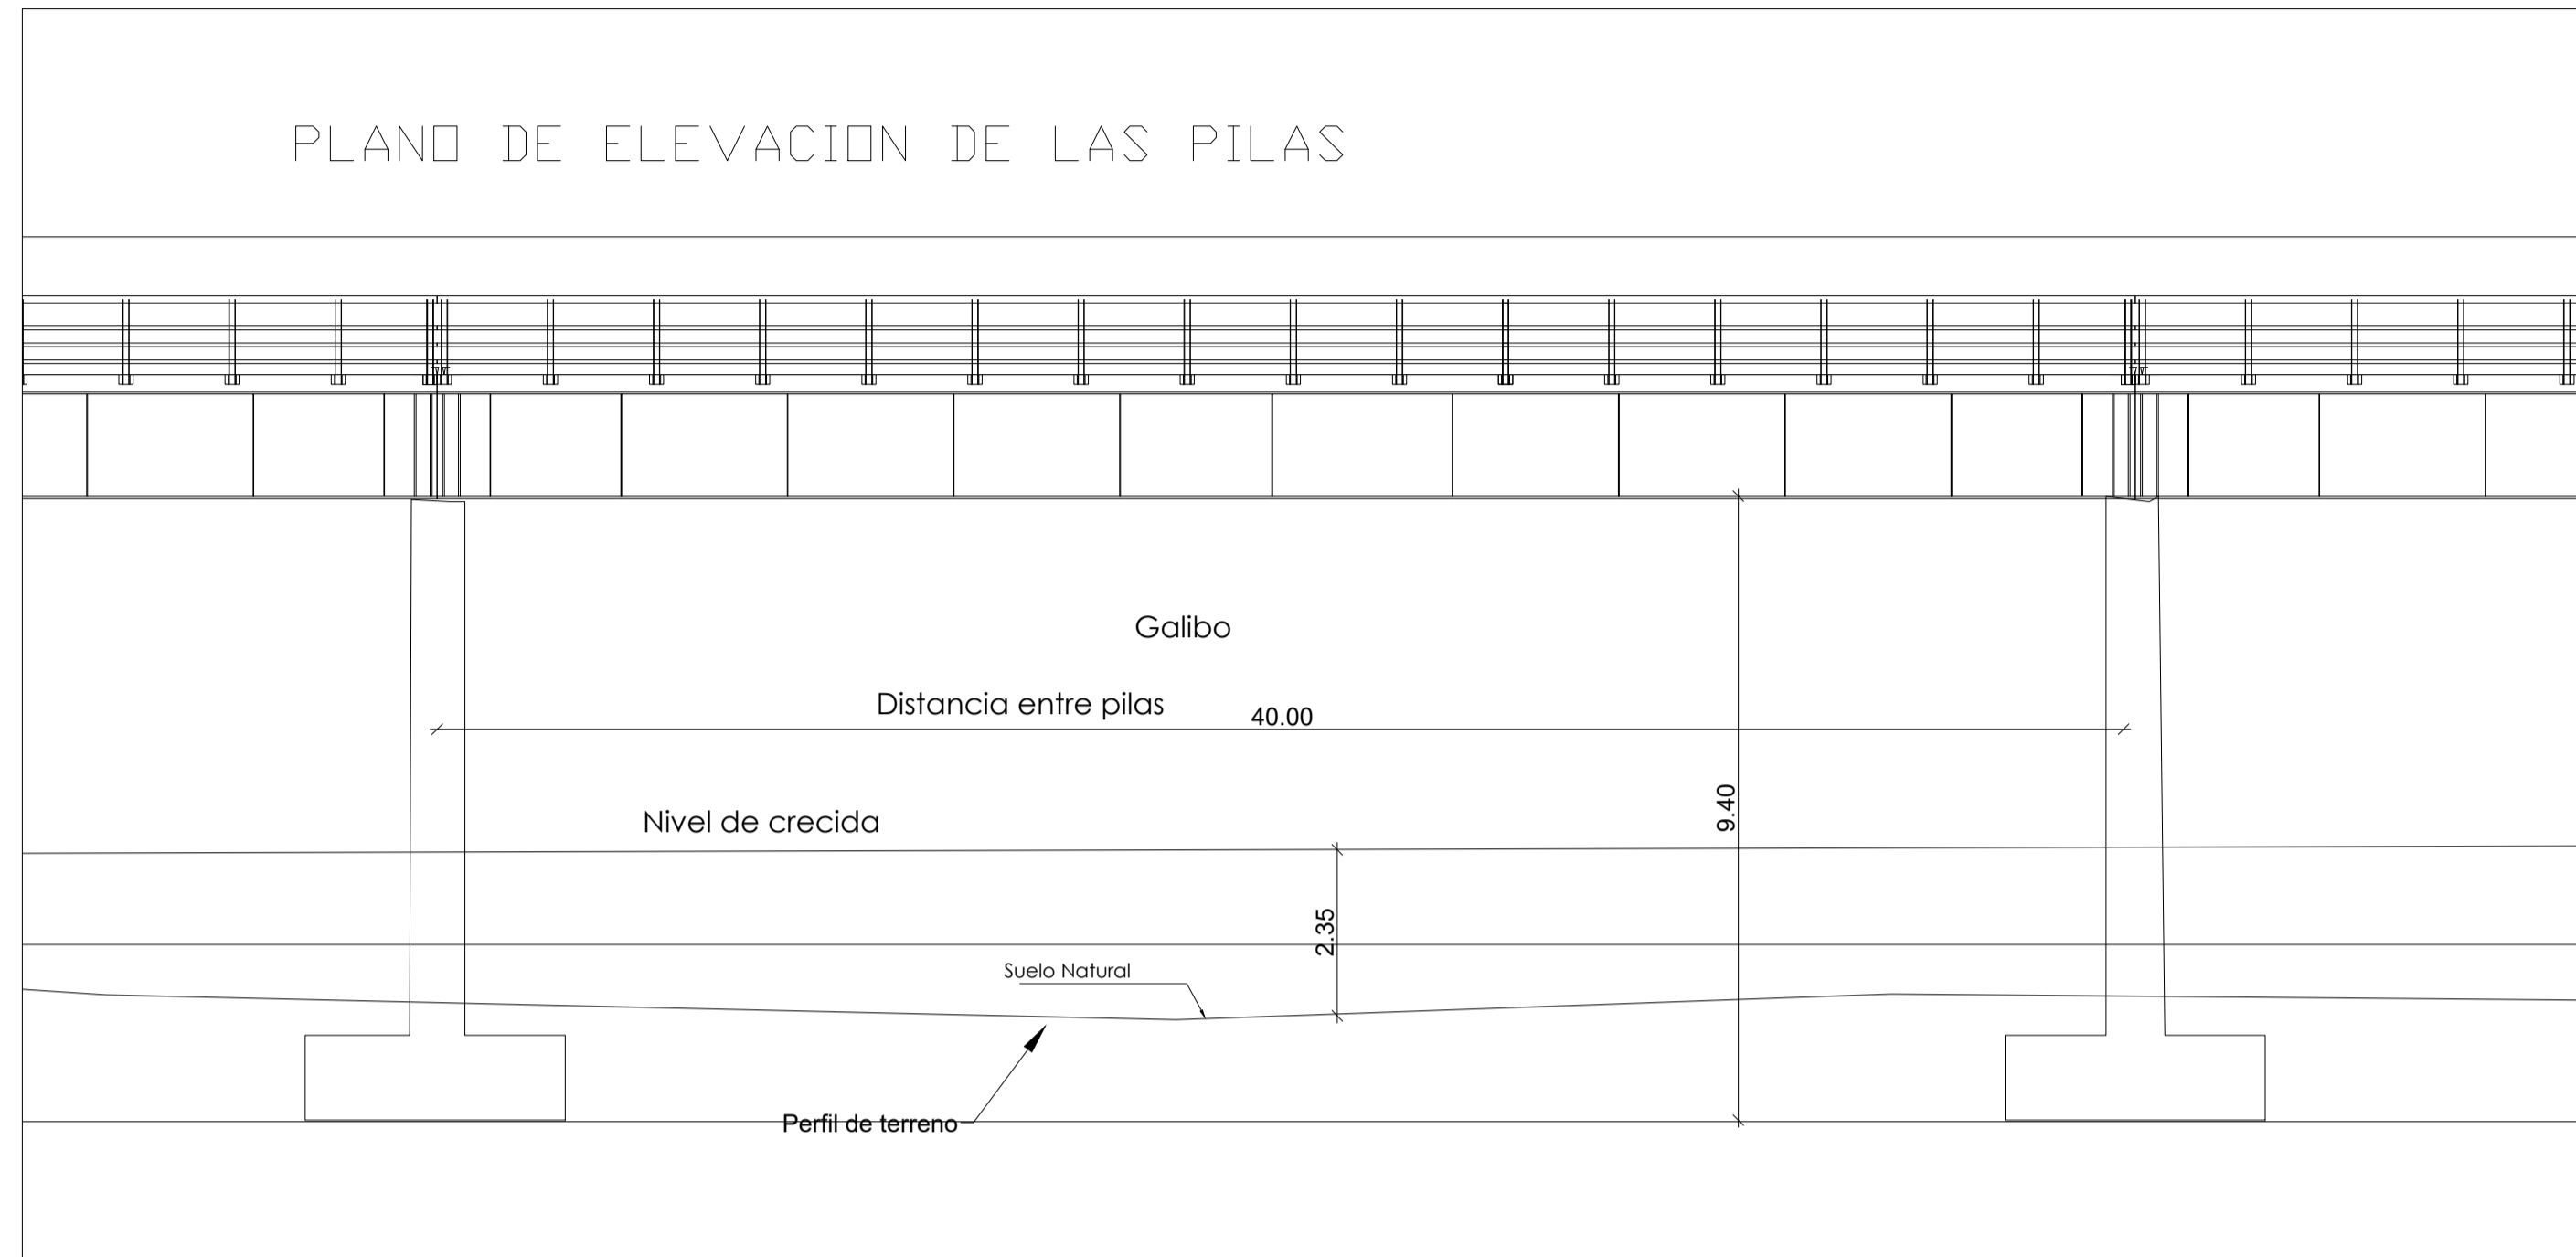 PLANO DE ELEVACION DE LAS PILAS
Galibo
Distancia entre pilas
40.00
Nivel de crecida
9.40
2.35
Suelo Natural
Perfil de terreno